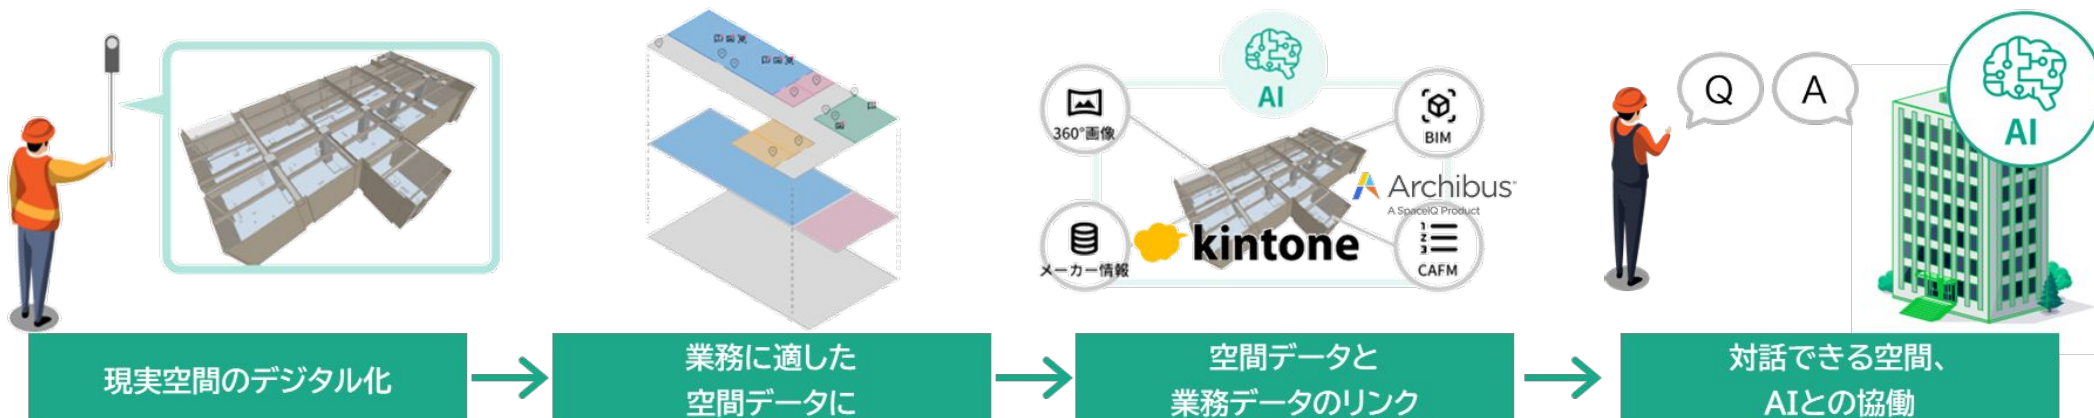 360°画像
AI
BIM
Archibus
A SpaceIQ Product
メーカー情報
kintone
1
2
3
CAFM
Q
A
AI
現実空間のデジタル化
業務に適した
空間データに
空間データと
業務データのリンク
対話できる空間、
AIとの協働